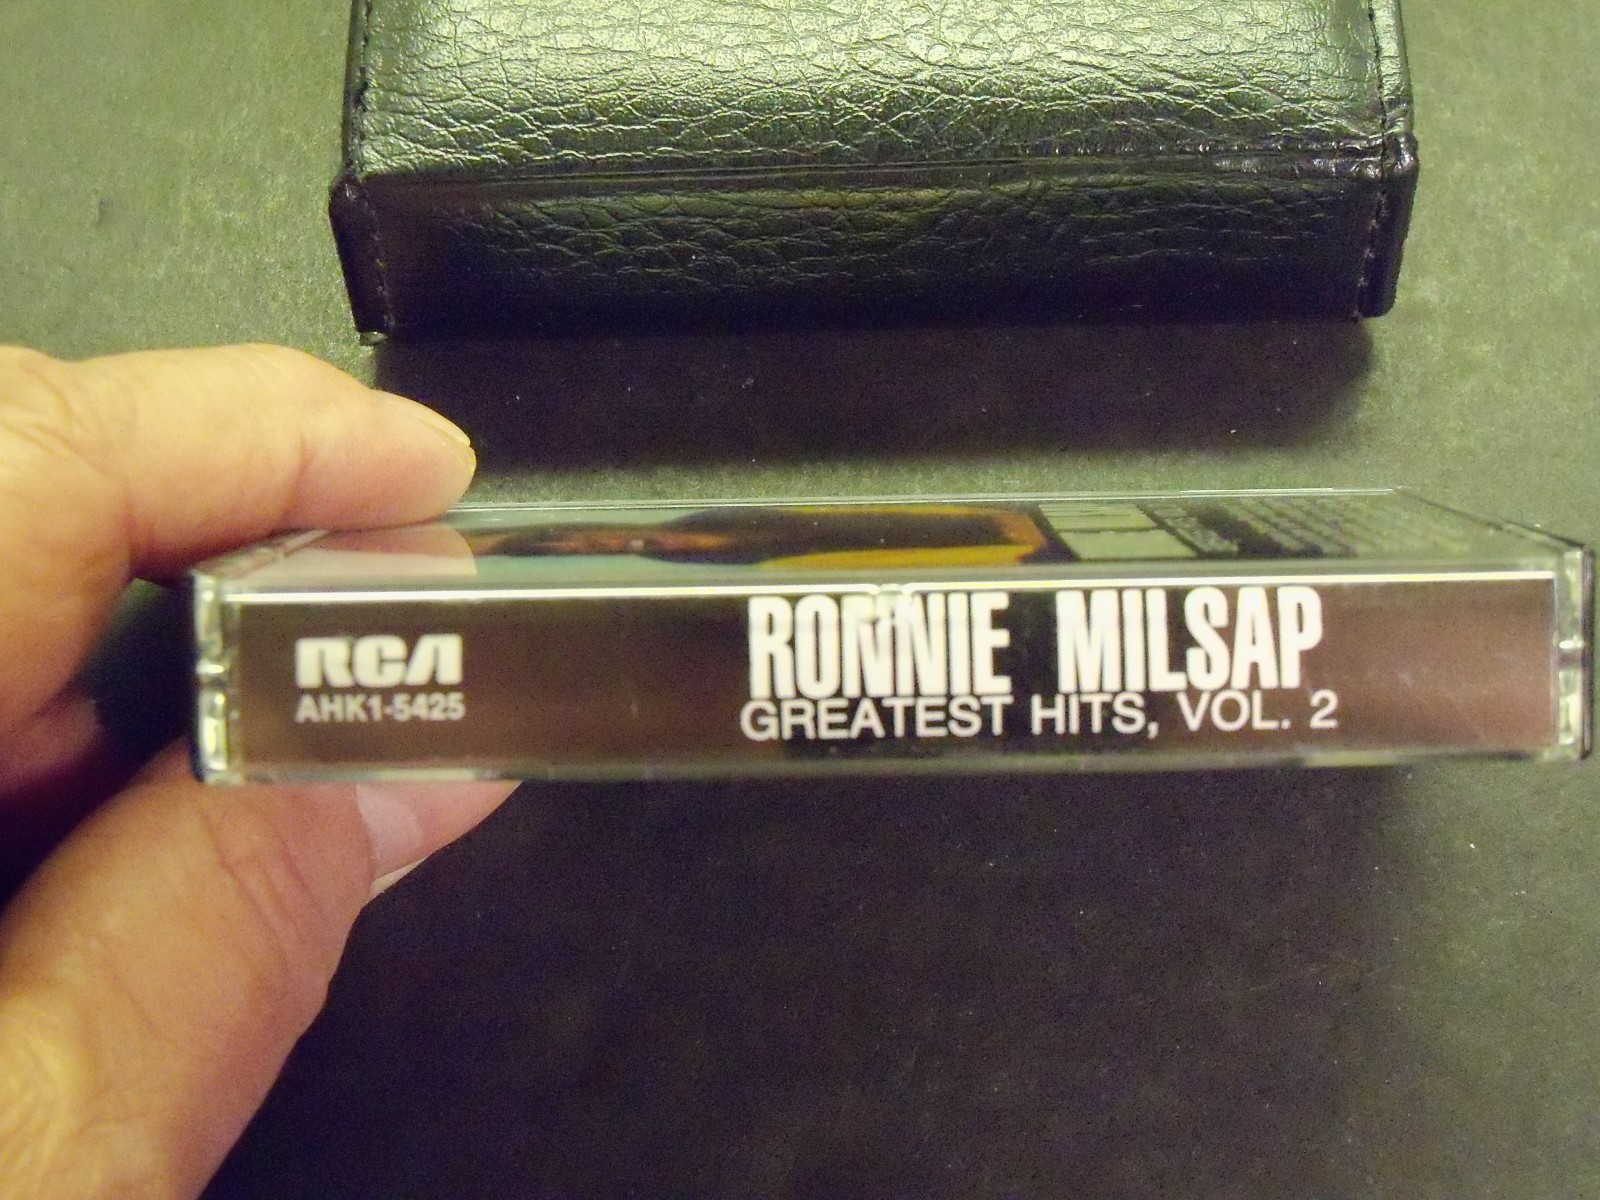 RCA
AHK1-5425
RONNIE MILSAP
GREATEST HITS, VOL. 2